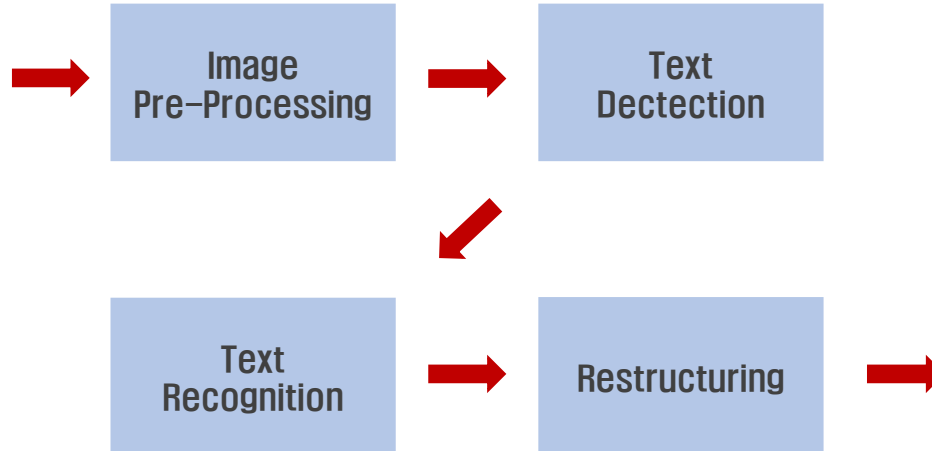 Image
Pre-Processing
Text
Dectection
Text
Recognition
Restructuring